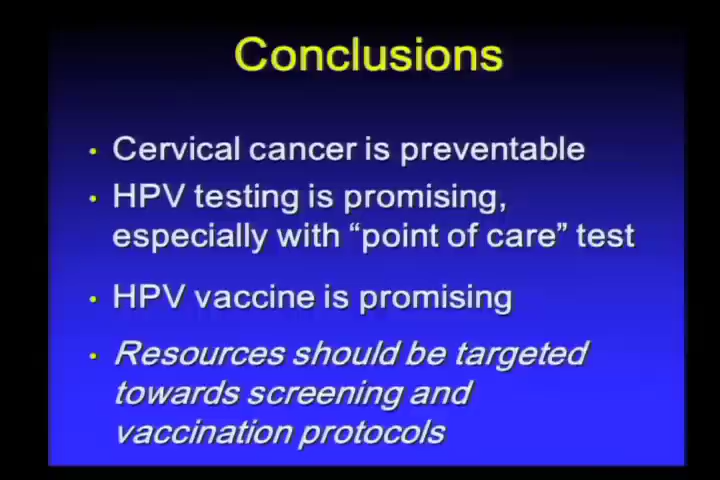 Conclusions
• Cervical cancer is preventable
• HPV testing is promising,
especially with “point of care” test
• HPV vaccine is promising
• Resources should be targeted
towards screening and
vaccination protocols